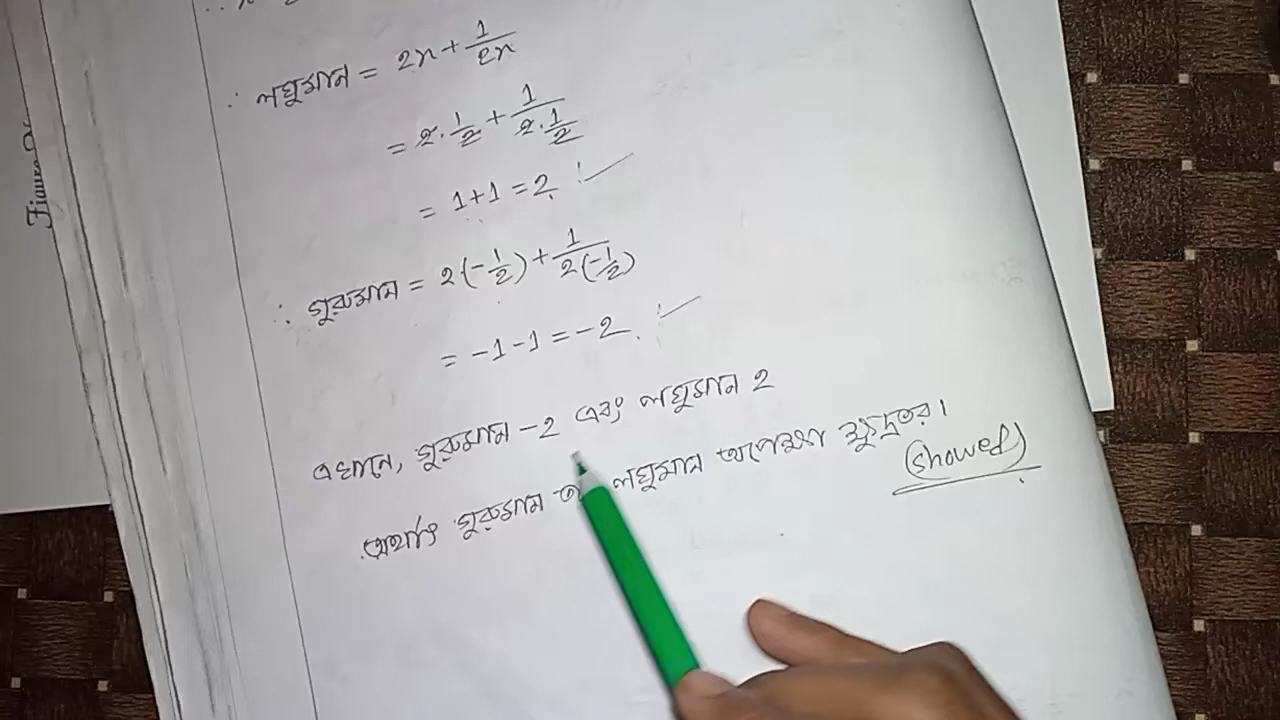 ∴ লঘুমান = 2x + 1/2x
= 2·1/2 + 1/(2·1/2)
= 1+1 = 2
∴ গুরুমান = 2(-1/2) + 1/2(-1/2)
= -1-1 = -2.
এখানে, গুরুমান -2 এবং লঘুমান 2
অর্থাৎ গুরুমান লঘুমান অপেক্ষা ক্ষুদ্রতর।
(showed)